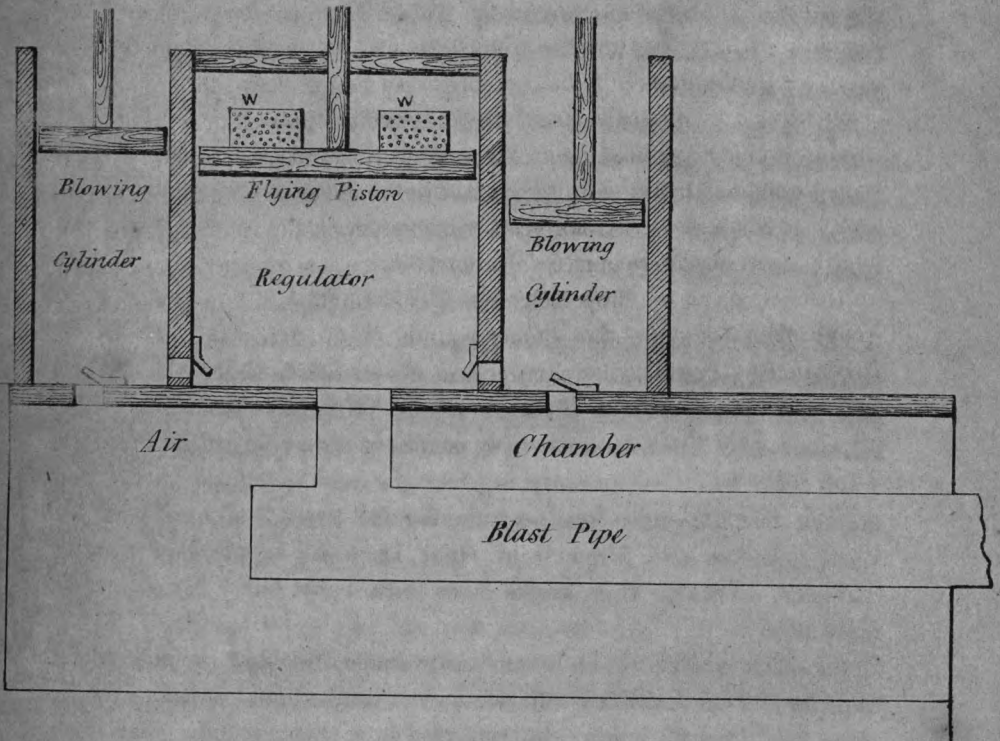 W W
Flying Piston
Blowing
Cylinder
Regulator
Blowing
Cylinder
Air Chamber
Blast Pipe